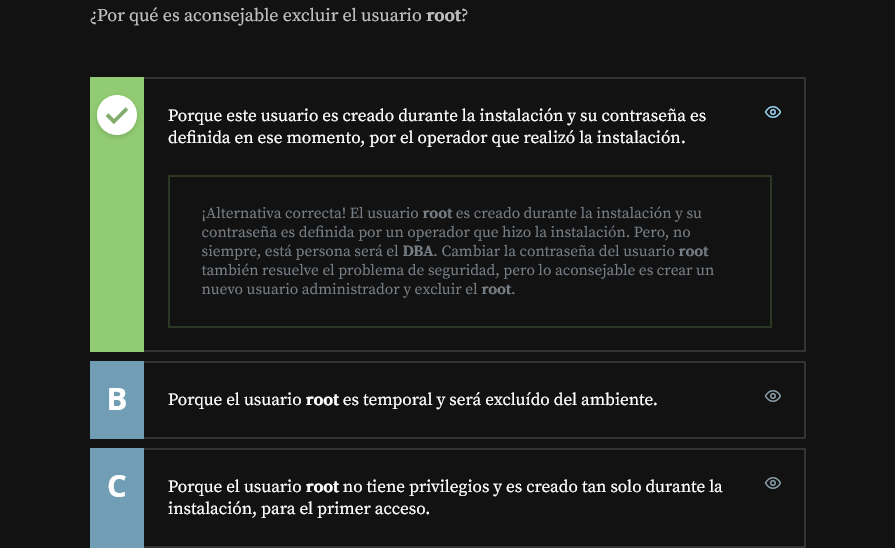 ¿Por qué es aconsejable excluir el usuario root?
Porque este usuario es creado durante la instalación y su contraseña es
definida en ese momento, por el operador que realizó la instalación.
¡Alternativa correcta! El usuario root es creado durante la instalación y su
contraseña es definida por un operador que hizo la instalación. Pero, no
siempre, está persona será el DBA. Cambiar la contraseña del usuario root
también resuelve el problema de seguridad, pero lo aconsejable es crear un
nuevo usuario administrador y excluir el root.
B
Porque el usuario root es temporal y será excluído del ambiente.
C
Porque el usuario root no tiene privilegios y es creado tan solo durante la
instalación, para el primer acceso.